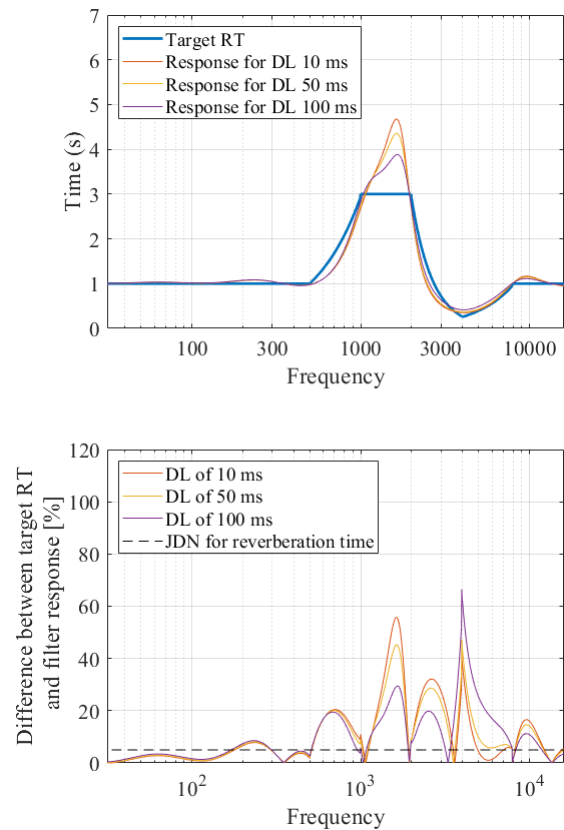 7
6
5
4
3
2
1
0
Time (s)
Target RT
Response for DL 10 ms
Response for DL 50 ms
Response for DL 100 ms
100 300 1000 3000 10000
Frequency
120
100
80
60
40
20
0
Difference between target RT
and filter response [%]
DL of 10 ms
DL of 50 ms
DL of 100 ms
JDN for reverberation time
10² 10³ 10⁴
Frequency